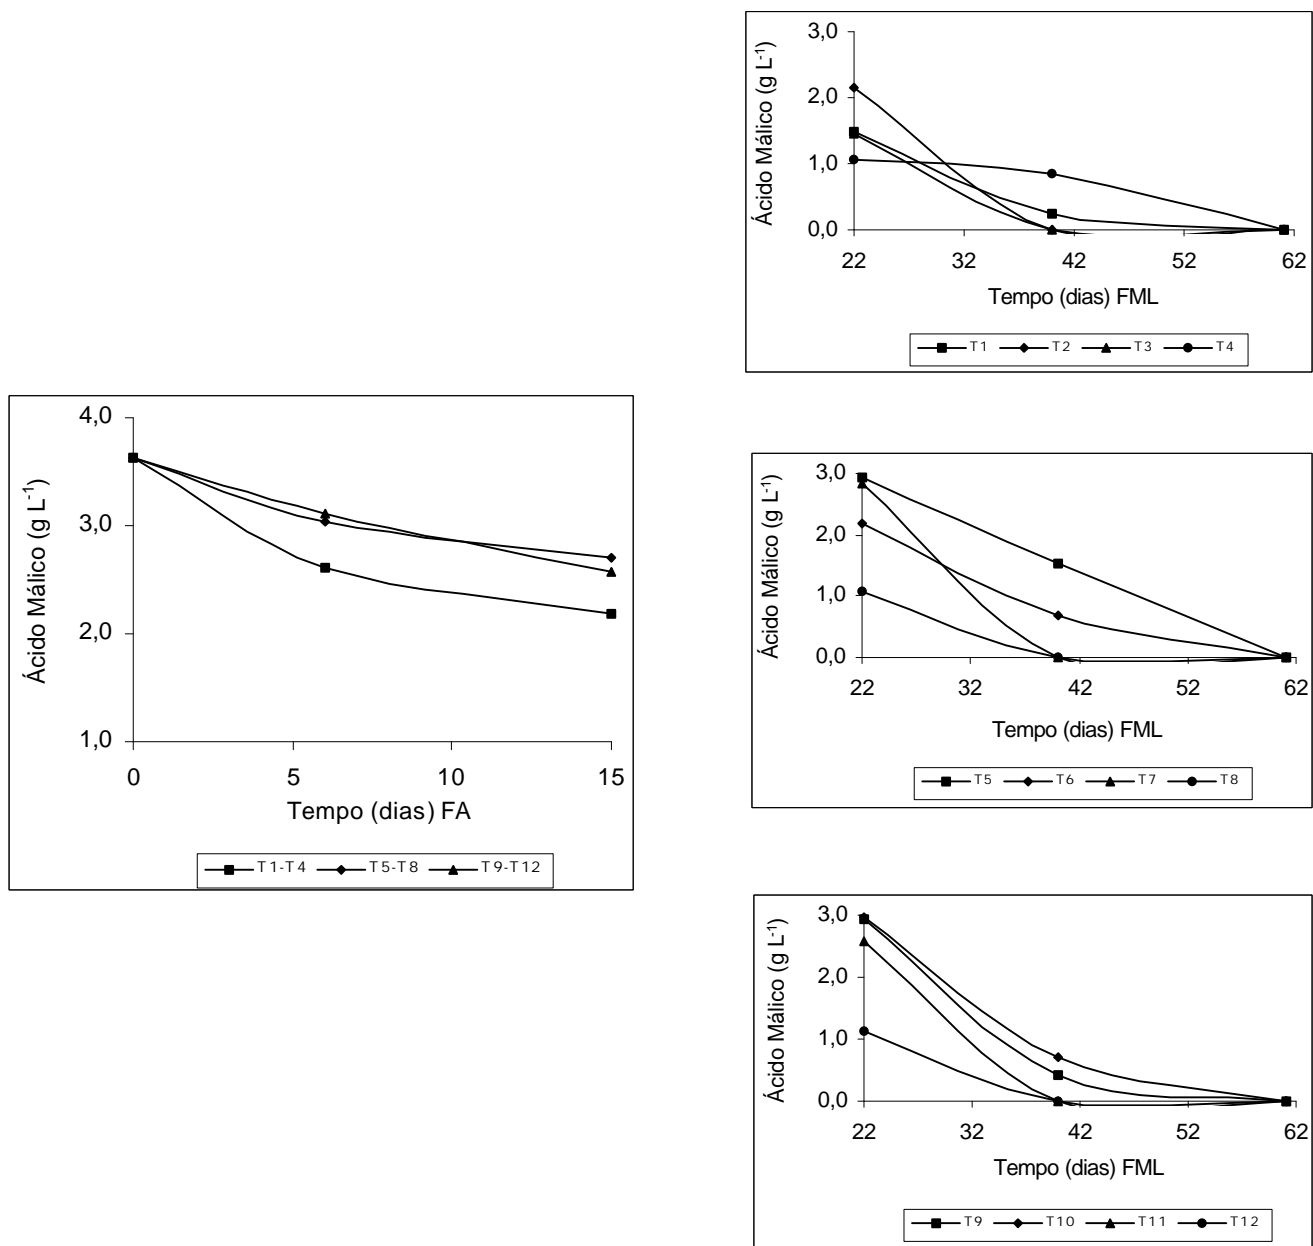 3,0
2,0
1,0
0,0
Ácido Málico (g L-1)
22 32 42 52 62
Tempo (dias) FML
T1 T2 T3 T4
4,0
3,0
2,0
1,0
Ácido Málico (g L-1)
0 5 10 15
Tempo (dias) FA
T1-T4 T5-T8 T9-T12
3,0
2,0
1,0
0,0
Ácido Málico (g L-1)
22 32 42 52 62
Tempo (dias) FML
T5 T6 T7 T8
3,0
2,0
1,0
0,0
Ácido Málico (g L-1)
22 32 42 52 62
Tempo (dias) FML
T9 T10 T11 T12